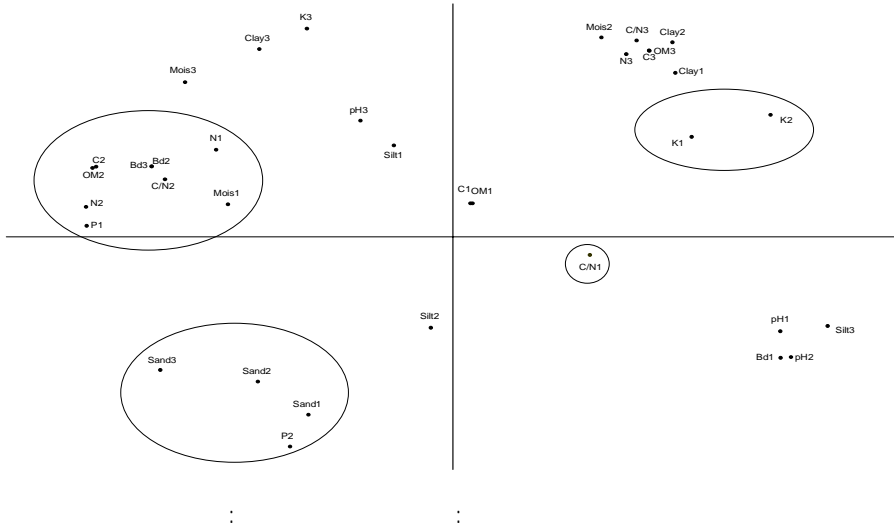 K3
Mois2
C/N3
Clay2
Clay3
OM3
N3
C3
Mois3
Clay1
pH3
K2
N1
K1
Silt1
C2
Bd3
Bd2
OM2
C/N2
Mois1
C1
OM1
N2
P1
C/N1
Silt2
pH1
Silt3
Sand3
Bd1
pH2
Sand2
Sand1
P2
: :